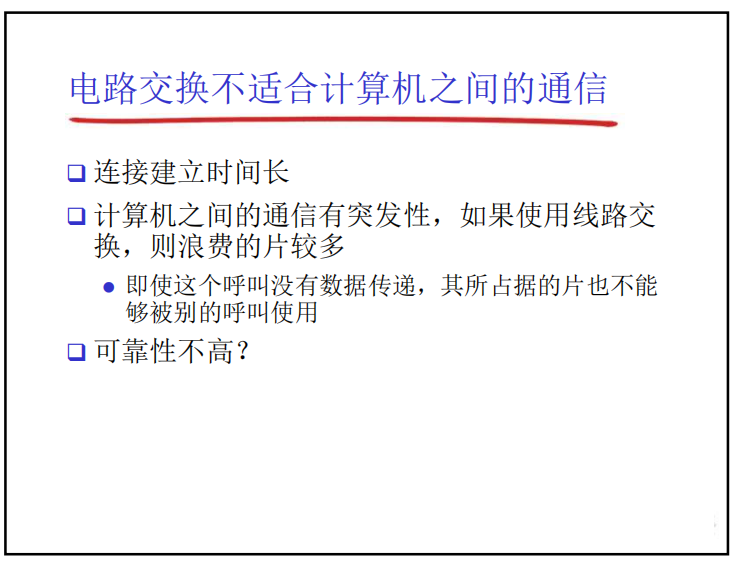 电路交换不适合计算机之间的通信
连接建立时间长
计算机之间的通信有突发性，如果使用线路交
换，则浪费的片较多
即使这个呼叫没有数据传递，其所占据的片也不能
够被别的呼叫使用
可靠性不高？